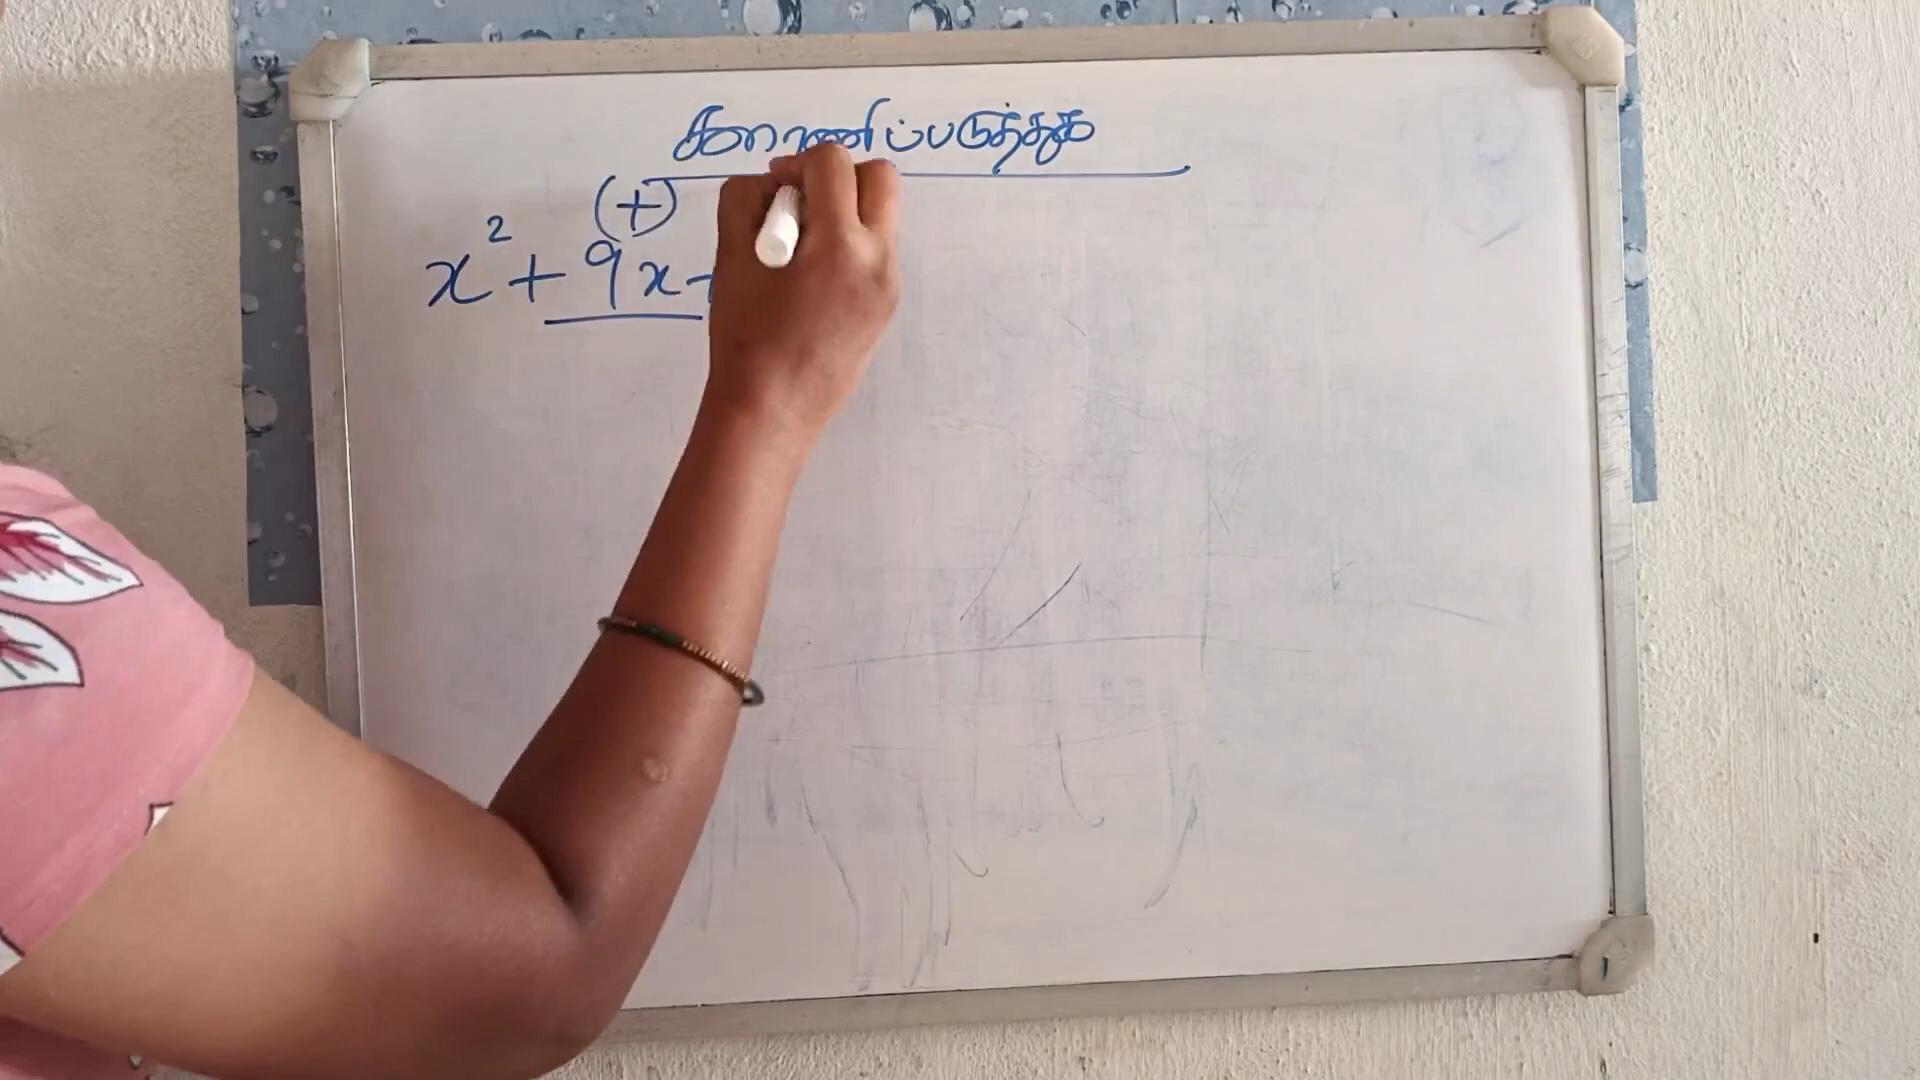 காரணிப்படுத்துக
(+)
x² + 9x +